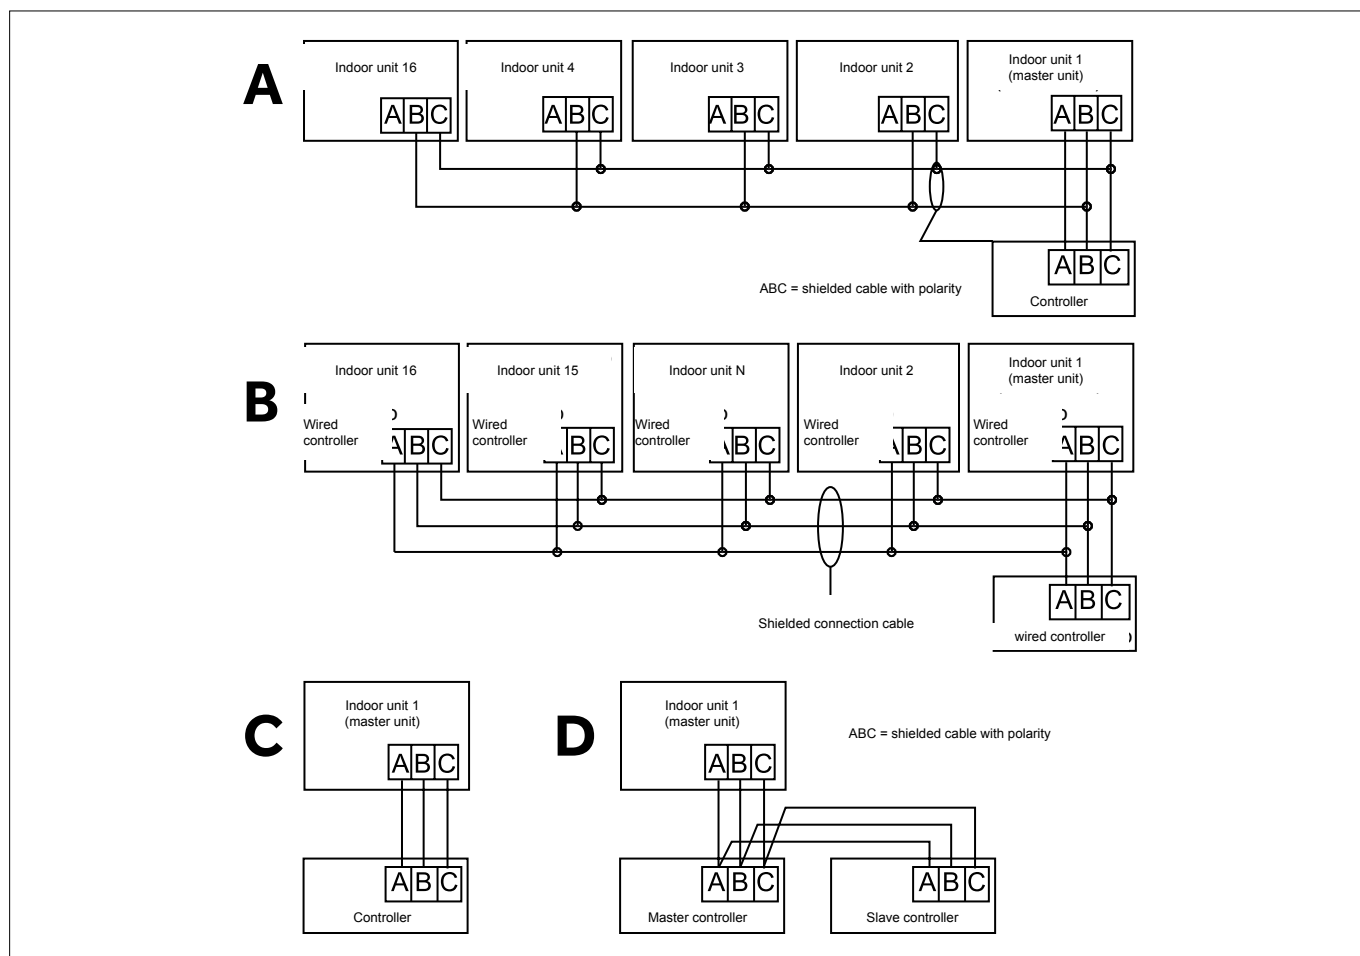 A
Indoor unit 16
Indoor unit 4
Indoor unit 3
Indoor unit 2
Indoor unit 1
(master unit)
A B C
A B C
A B C
A B C
A B C
ABC = shielded cable with polarity
A B C
Controller
B
Indoor unit 16
Indoor unit 15
Indoor unit N
Indoor unit 2
Indoor unit 1
(master unit)
Wired
controller
A B C
Wired
controller
B C
Wired
controller
A B C
Wired
controller
A B C
Wired
controller
A B C
Shielded connection cable
A B C
wired controller
C
Indoor unit 1
(master unit)
A B C
A B C
Controller
D
Indoor unit 1
(master unit)
A B C
ABC = shielded cable with polarity
A B C
Master controller
A B C
Slave controller